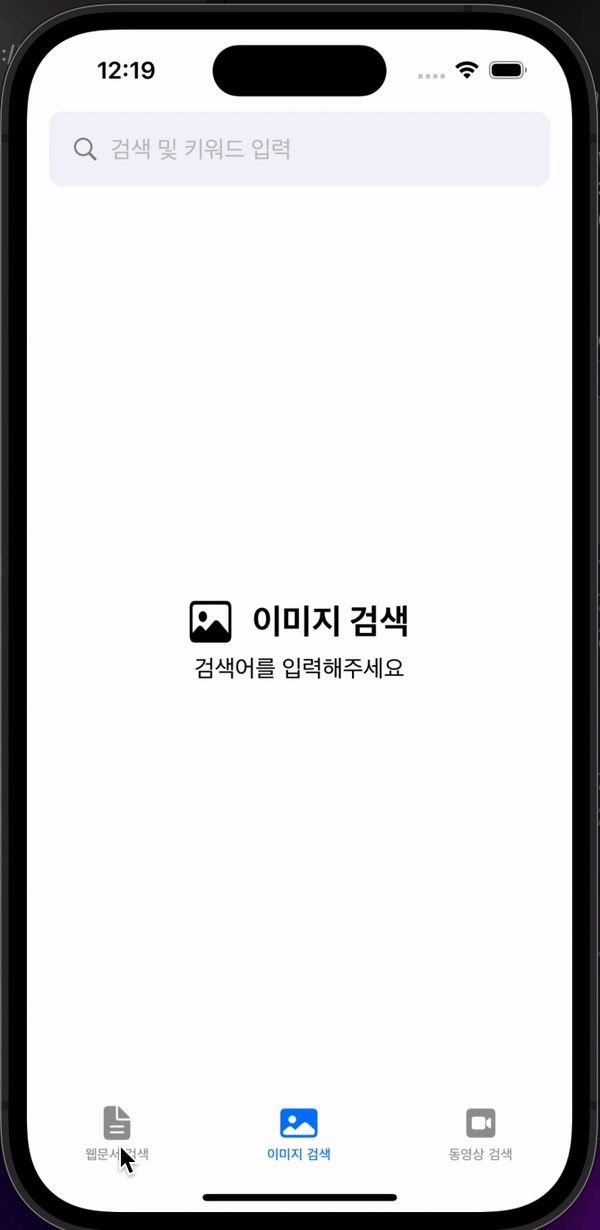 12:19
검색 및 키워드 입력
이미지 검색
검색어를 입력해주세요
웹문서 검색
이미지 검색
동영상 검색